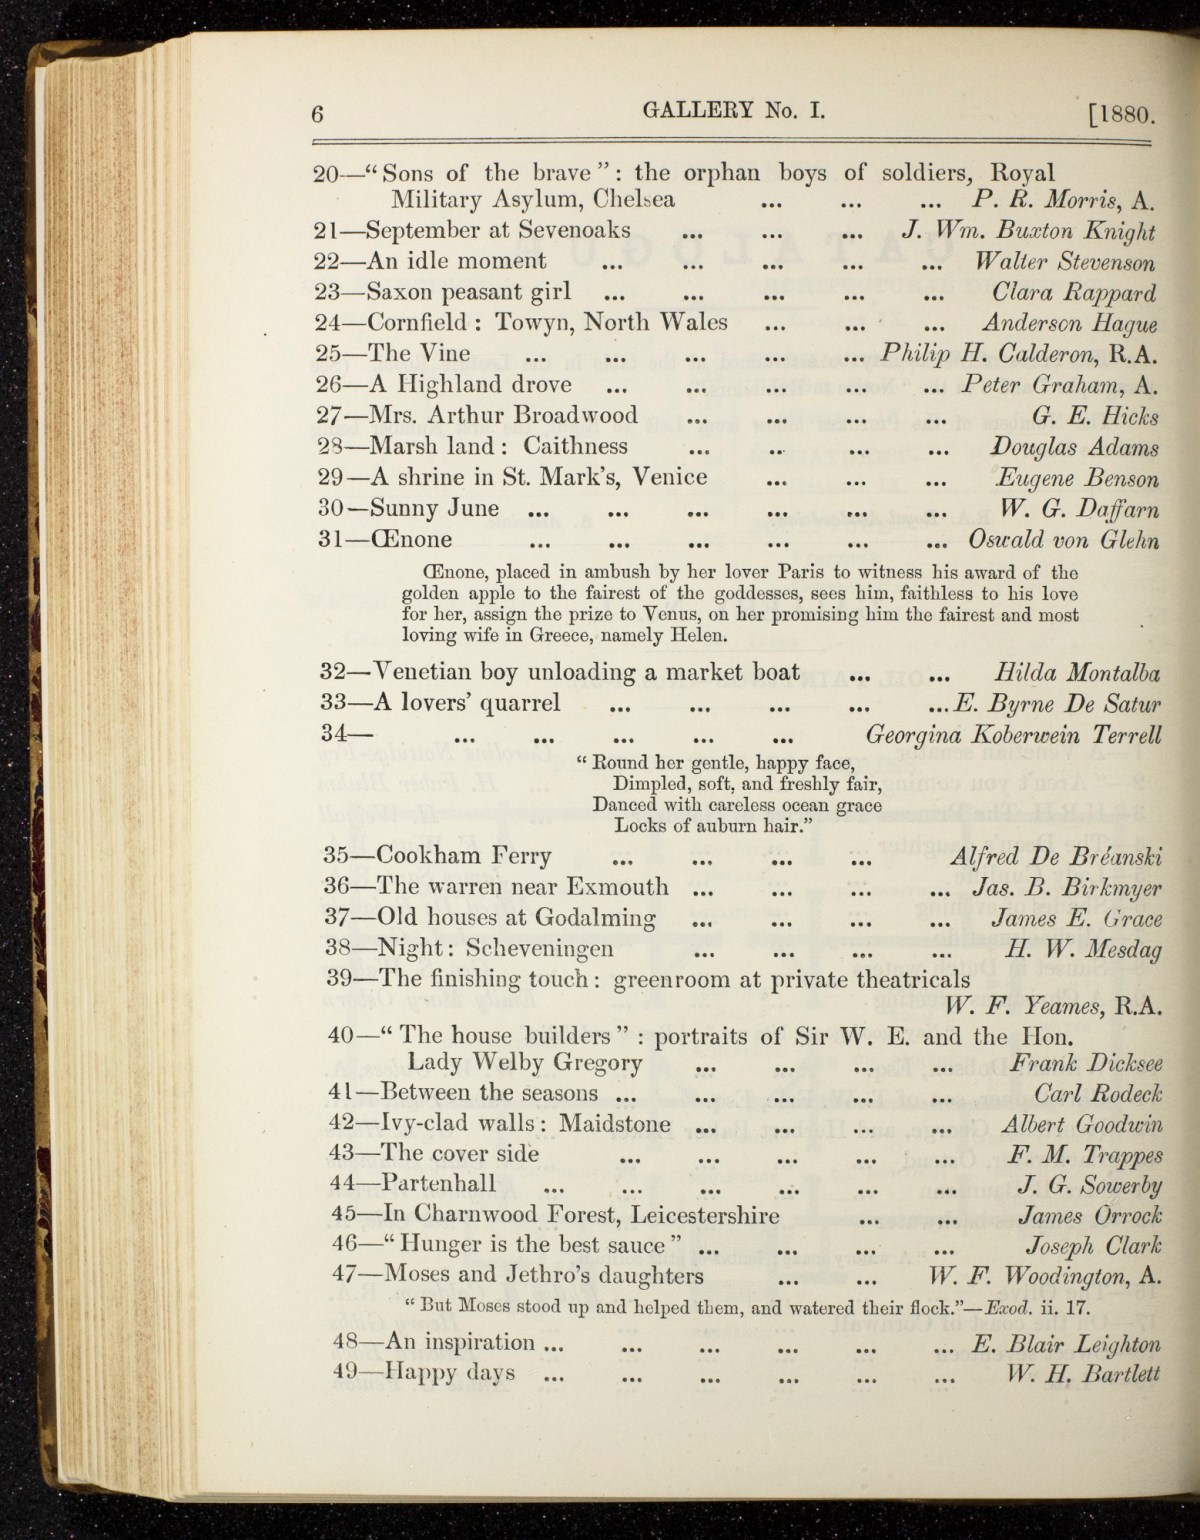 6 GALLERY No. I. [1880.
20—“Sons of the brave”: the orphan boys of soldiers, Royal
Military Asylum, Chelsea ... ... ... P. R. Morris, A.
21—September at Sevenoaks ... ... ... J. Wm. Buxton Knight
22—An idle moment ... ... ... ... ... Walter Stevenson
23—Saxon peasant girl ... ... ... ... ... Clara Rappard
24—Cornfield: Towyn, North Wales ... ... ... Anderson Hague
25—The Vine ... ... ... ... ... Philip H. Calderon, R.A.
26—A Highland drove ... ... ... ... ... Peter Graham, A.
27—Mrs. Arthur Broadwood ... ... ... ... G. E. Hicks
28—Marsh land: Caithness ... .. ... ... Douglas Adams
29—A shrine in St. Mark’s, Venice ... ... ... Eugene Benson
30—Sunny June ... ... ... ... ... ... W. G. Daffarn
31—Œnone ... ... ... ... ... ... Oswald von Glehn
Œnone, placed in ambush by her lover Paris to witness his award of the
golden apple to the fairest of the goddesses, sees him, faithless to his love
for her, assign the prize to Venus, on her promising him the fairest and most
loving wife in Greece, namely Helen.
32—Venetian boy unloading a market boat ... ... Hilda Montalba
33—A lovers’ quarrel ... ... ... ... ... E. Byrne De Satur
34— ... ... ... ... ... Georgina Koberwein Terrell
“Round her gentle, happy face,
Dimpled, soft, and freshly fair,
Danced with careless ocean grace
Locks of auburn hair.”
35—Cookham Ferry ... ... ... ... Alfred De Bréanski
36—The warren near Exmouth ... ... ... ... Jas. B. Birkmyer
37—Old houses at Godalming ... ... ... ... James E. Grace
38—Night: Scheveningen ... ... ... ... H. W. Mesdag
39—The finishing touch: greenroom at private theatricals
W. F. Yeames, R.A.
40—“The house builders”: portraits of Sir W. E. and the Hon.
Lady Welby Gregory ... ... ... ... Frank Dicksee
41—Between the seasons ... ... ... ... ... Carl Rodeck
42—Ivy-clad walls: Maidstone ... ... ... ... Albert Goodwin
43—The cover side ... ... ... ... ... F. M. Trappes
44—Partenhall ... ... ... ... ... ... J. G. Sowerby
45—In Charnwood Forest, Leicestershire ... ... James Orrock
46—“Hunger is the best sauce” ... ... ... ... Joseph Clark
47—Moses and Jethro’s daughters ... ... W. F. Woodington, A.
“But Moses stood up and helped them, and watered their flock.”—Exod. ii. 17.
48—An inspiration ... ... ... ... ... ... E. Blair Leighton
49—Happy days ... ... ... ... ... ... W. H. Bartlett